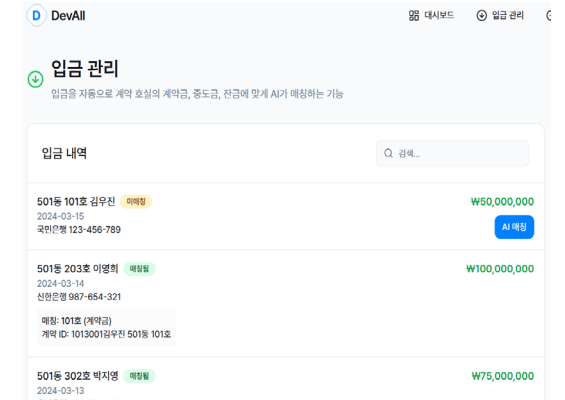 D DevAll
대시보드
입금 관리
입금 관리
입금을 자동으로 계약 호실의 계약금, 중도금, 잔금에 맞게 AI가 매칭하는 기능
입금 내역
검색...
501동 101호 김우진 미매칭
₩50,000,000
2024-03-15
국민은행 123-456-789
AI 매칭
501동 203호 이영희 매칭됨
₩100,000,000
2024-03-14
신한은행 987-654-321
매칭: 101호 (계약금)
계약 ID: 1013001김우진 501동 101호
501동 302호 박지영 매칭됨
₩75,000,000
2024-03-13